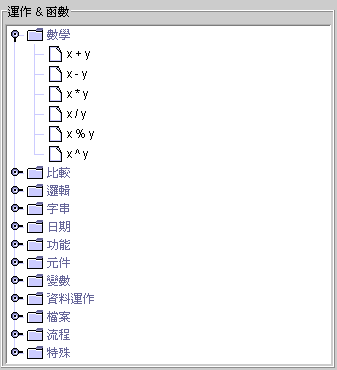 運作 & 函數
數學
x + y
x - y
x * y
x / y
x % y
x ^ y
比較
邏輯
字串
日期
功能
元件
變數
資料運作
檔案
流程
特殊